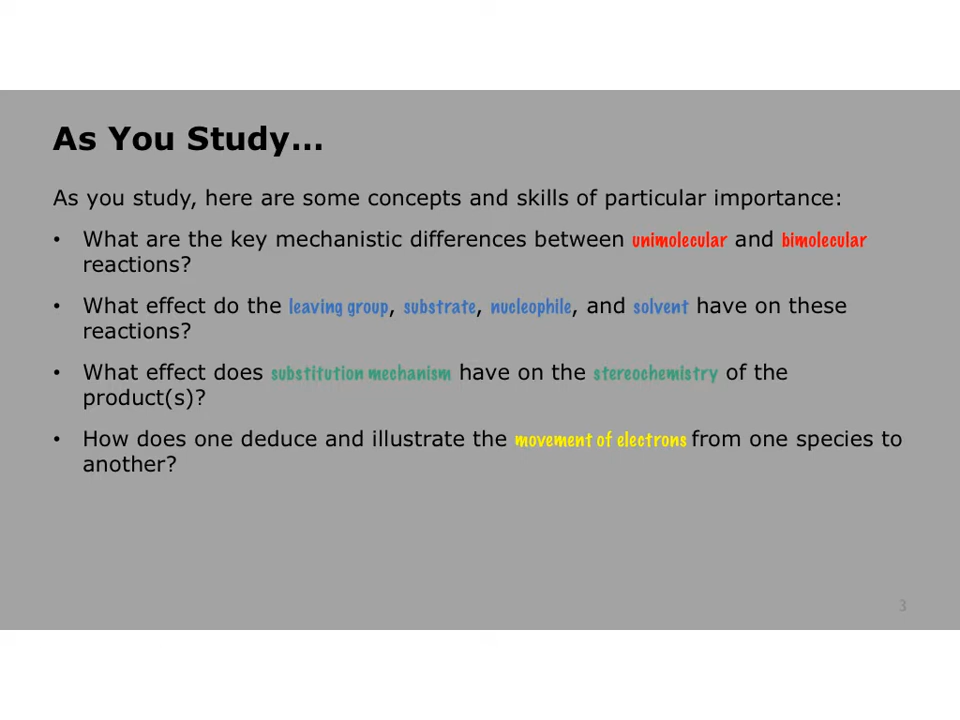 As You Study...
As you study, here are some concepts and skills of particular importance:
• What are the key mechanistic differences between unimolecular and bimolecular
reactions?
• What effect do the leaving group, substrate, nucleophile, and solvent have on these
reactions?
• What effect does substitution mechanism have on the stereochemistry of the
product(s)?
• How does one deduce and illustrate the movement of electrons from one species to
another?
3